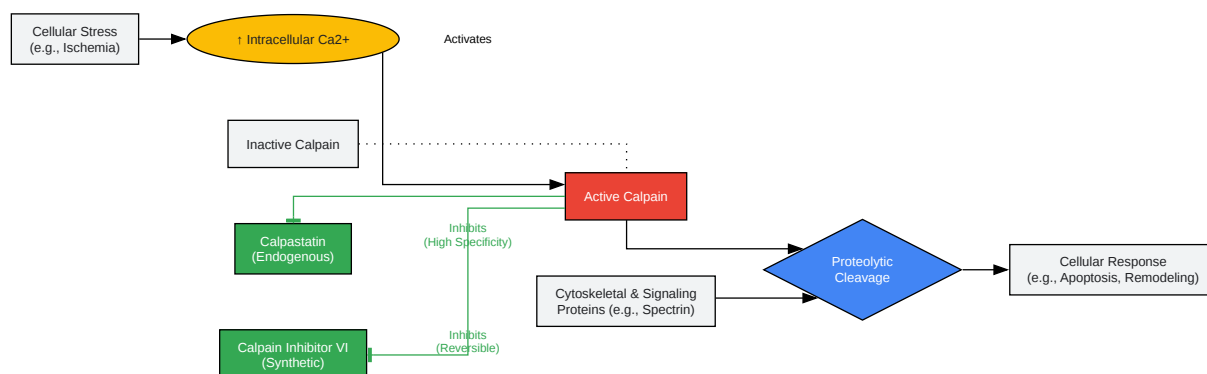 Cellular Stress
(e.g., Ischemia)
↑ Intracellular Ca2+
Activates
Inactive Calpain
Active Calpain
Calpastatin
(Endogenous)
Inhibits
(High Specificity)
Proteolytic
Cleavage
Cellular Response
(e.g., Apoptosis, Remodeling)
Cytoskeletal & Signaling
Proteins (e.g., Spectrin)
Inhibits
(Reversible)
Calpain Inhibitor VI
(Synthetic)